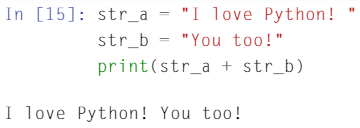 In [15]: str_a = "I love Python! "
str_b = "You too!"
print(str_a + str_b)
I love Python! You too!